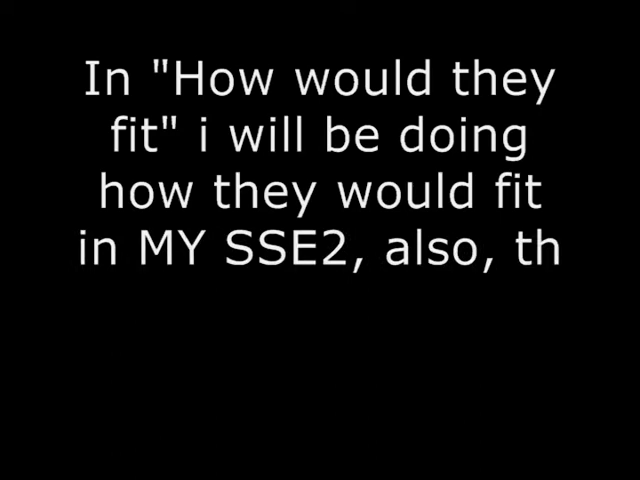 In "How would they
fit" i will be doing
how they would fit
in MY SSE2, also, th